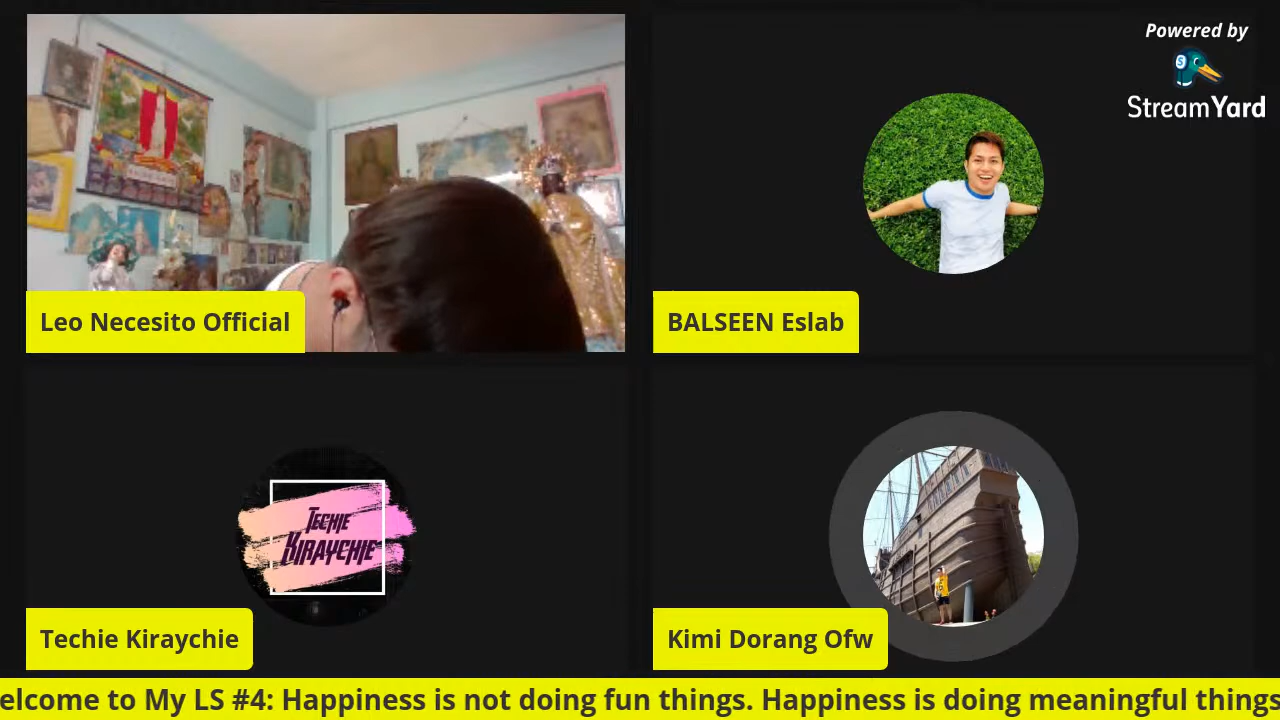 Powered by
StreamYard
Leo Necesito Official
BALSEEN Eslab
TECHIE
KIRAYCHIE
Techie Kiraychie
Kimi Dorang Ofw
elcome to My LS #4: Happiness is not doing fun things. Happiness is doing meaningful things